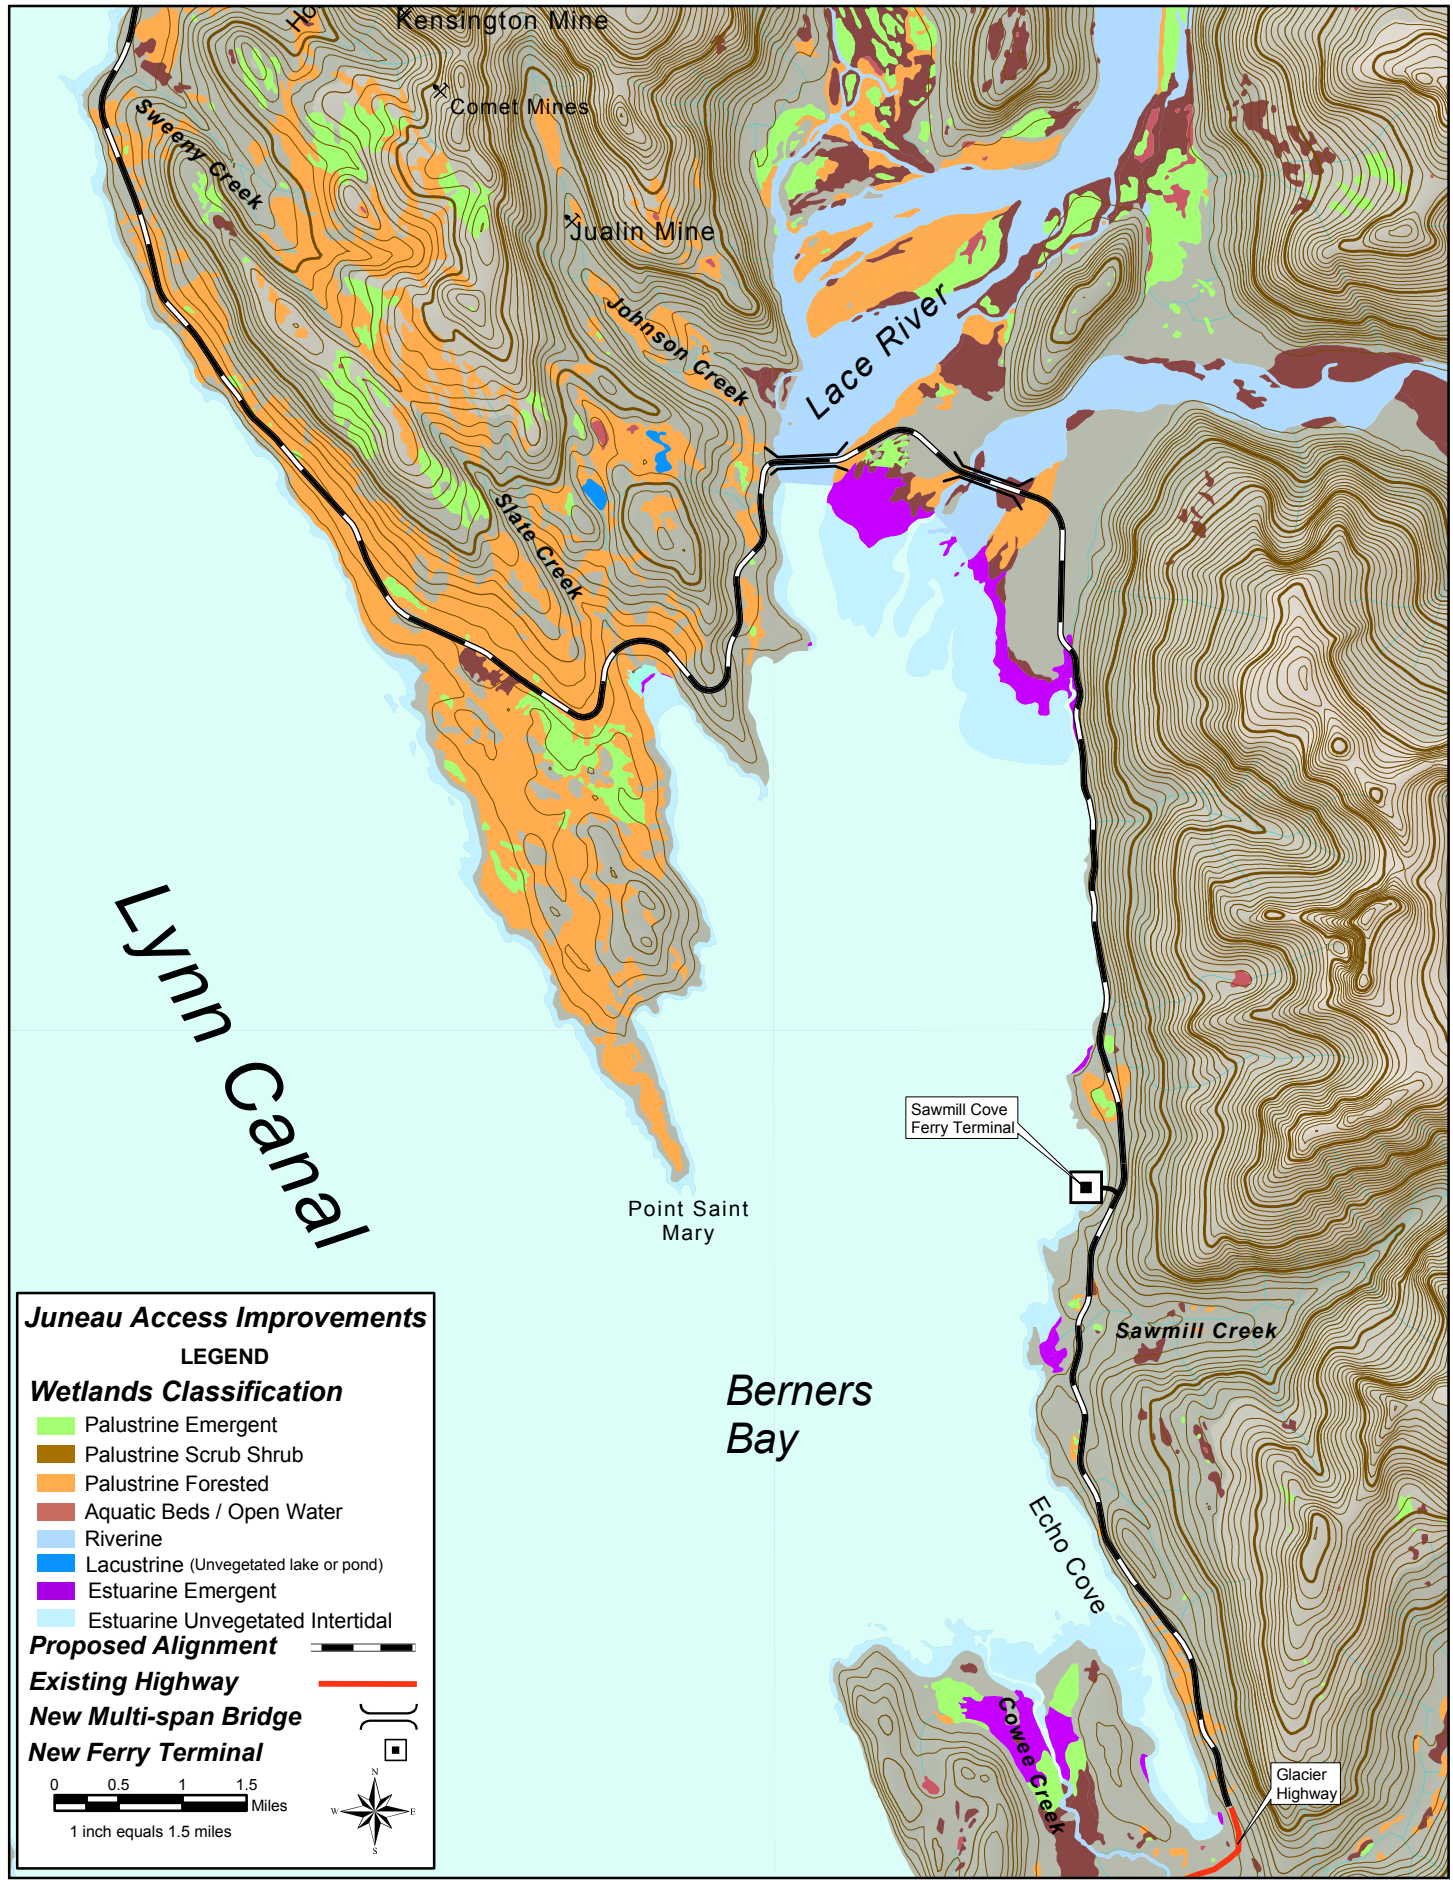 Kensington Mine
Comet Mines
Sweeny Creek
Jualin Mine
Johnson Creek
Lace River
Slate Creek
Lynn Canal
Sawmill Cove
Ferry Terminal
Point Saint
Mary
Sawmill Creek
Berners
Bay
Echo Cove
Cowee Creek
Glacier
Highway
Juneau Access Improvements
LEGEND
Wetlands Classification
Palustrine Emergent
Palustrine Scrub Shrub
Palustrine Forested
Aquatic Beds / Open Water
Riverine
Lacustrine (Unvegetated lake or pond)
Estuarine Emergent
Estuarine Unvegetated Intertidal
Proposed Alignment
Existing Highway
New Multi-span Bridge
New Ferry Terminal
0 0.5 1 1.5
Miles
1 inch equals 1.5 miles
N
W E
S